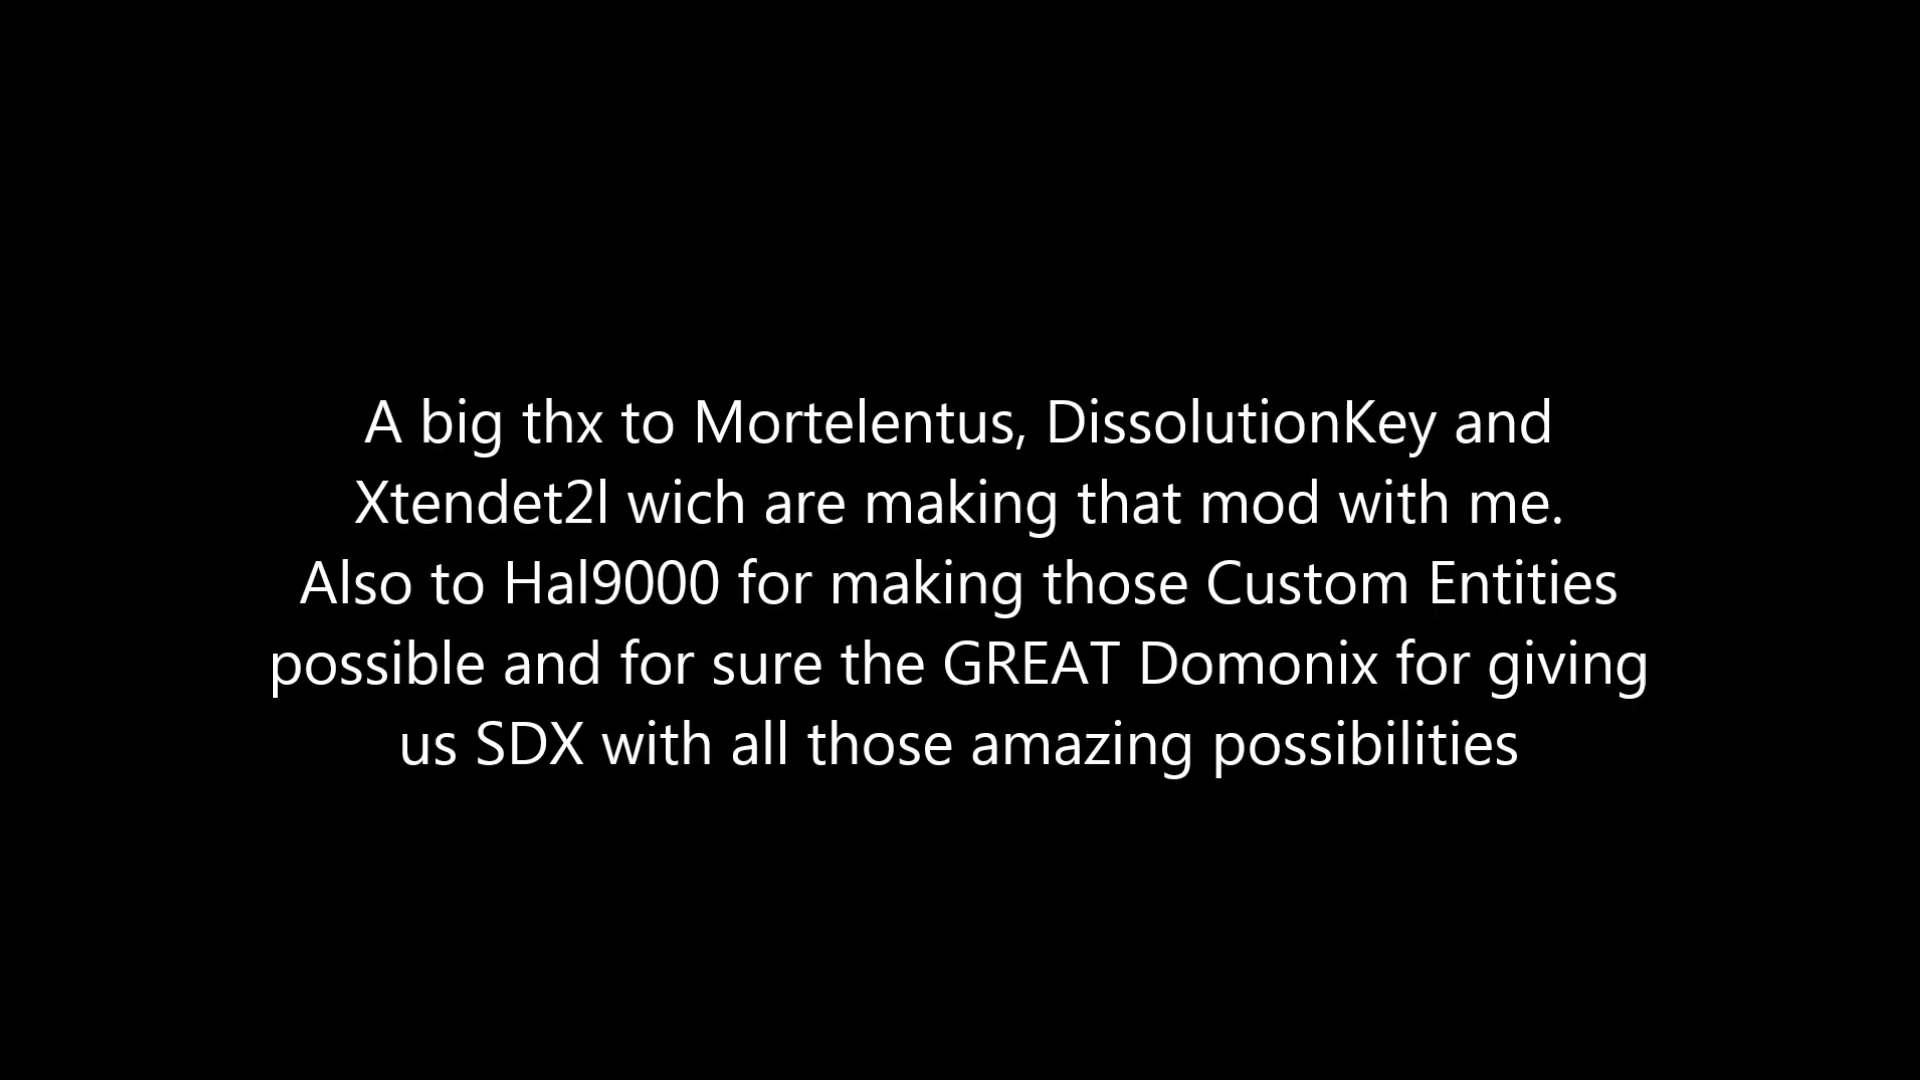 A big thx to Mortelentus, DissolutionKey and
Xtendet2l wich are making that mod with me.
Also to Hal9000 for making those Custom Entities
possible and for sure the GREAT Domonix for giving
us SDX with all those amazing possibilities